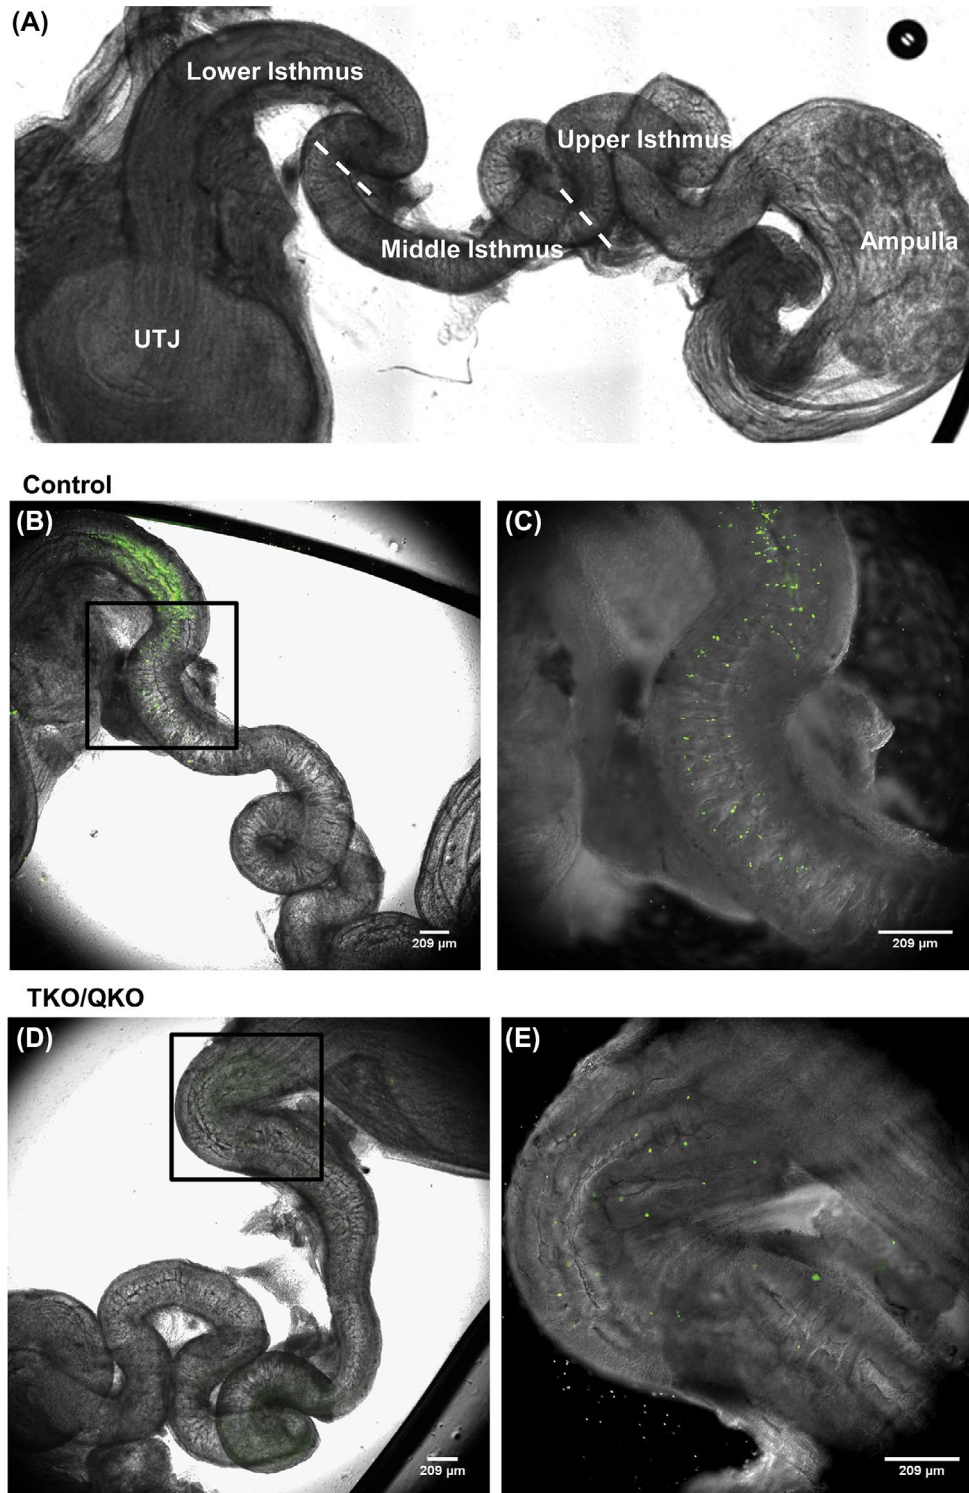 (A)
Lower Isthmus
Upper Isthmus
Middle Isthmus
Ampulla
UTJ
Control
(B)
(C)
209 µm
209 µm
TKO/QKO
(D)
(E)
209 µm
209 µm